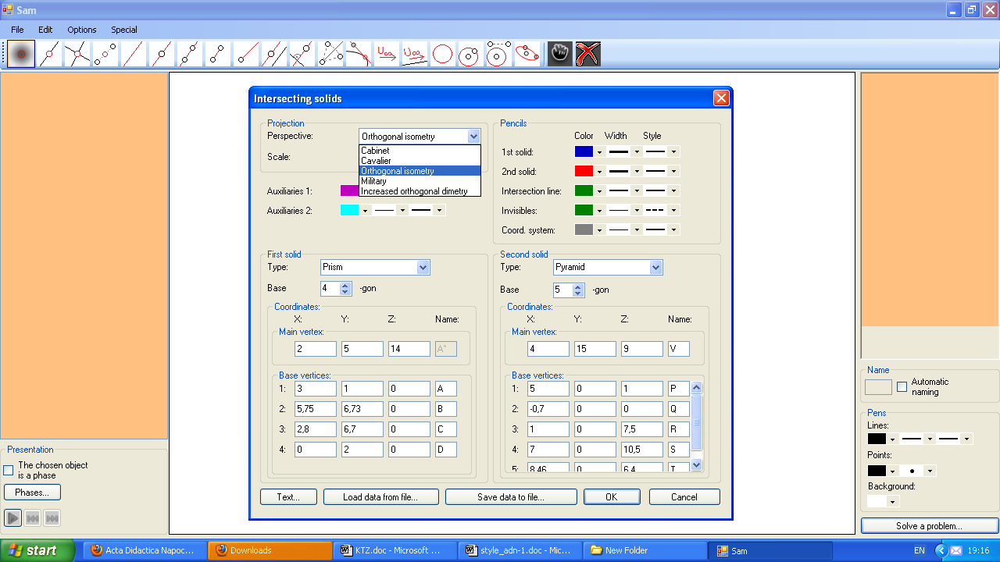 Sam
File Edit Options Special
Intersecting solids
Projection
Perspective: Orthogonal isometry
Cabinet
Cavalier
Orthogonal isometry
Military
Increased orthogonal dimetry
Scale:
Auxiliaries 1:
Auxiliaries 2:
Pencils
Color Width Style
1st solid:
2nd solid:
Intersection line:
Invisibles:
Coord. system:
First solid
Type: Prism
Base 4 -gon
Coordinates:
X: Y: Z: Name:
Main vertex:
2 5 14 A*
Base vertices:
1: 3 1 0 A
2: 5,75 6,73 0 B
3: 2,8 6,7 0 C
4: 0 2 0 D
Second solid
Type: Pyramid
Base 5 -gon
Coordinates:
X: Y: Z: Name:
Main vertex:
4 15 9 V
Base vertices:
1: 5 0 1 P
2: -0,7 0 0 Q
3: 1 0 7,5 R
4: 7 0 10,5 S
5: 8,46 0 6,4 T
Text... Load data from file... Save data to file... OK Cancel
Presentation
The chosen object
is a phase
Phases...
Name
Automatic
naming
Pens
Lines:
Points:
Background:
Solve a problem...
start Acta Didactica Napoc... Downloads KTZ.doc - Microsoft ... style_adn-1.doc - Mic... New Folder Sam EN 19:16